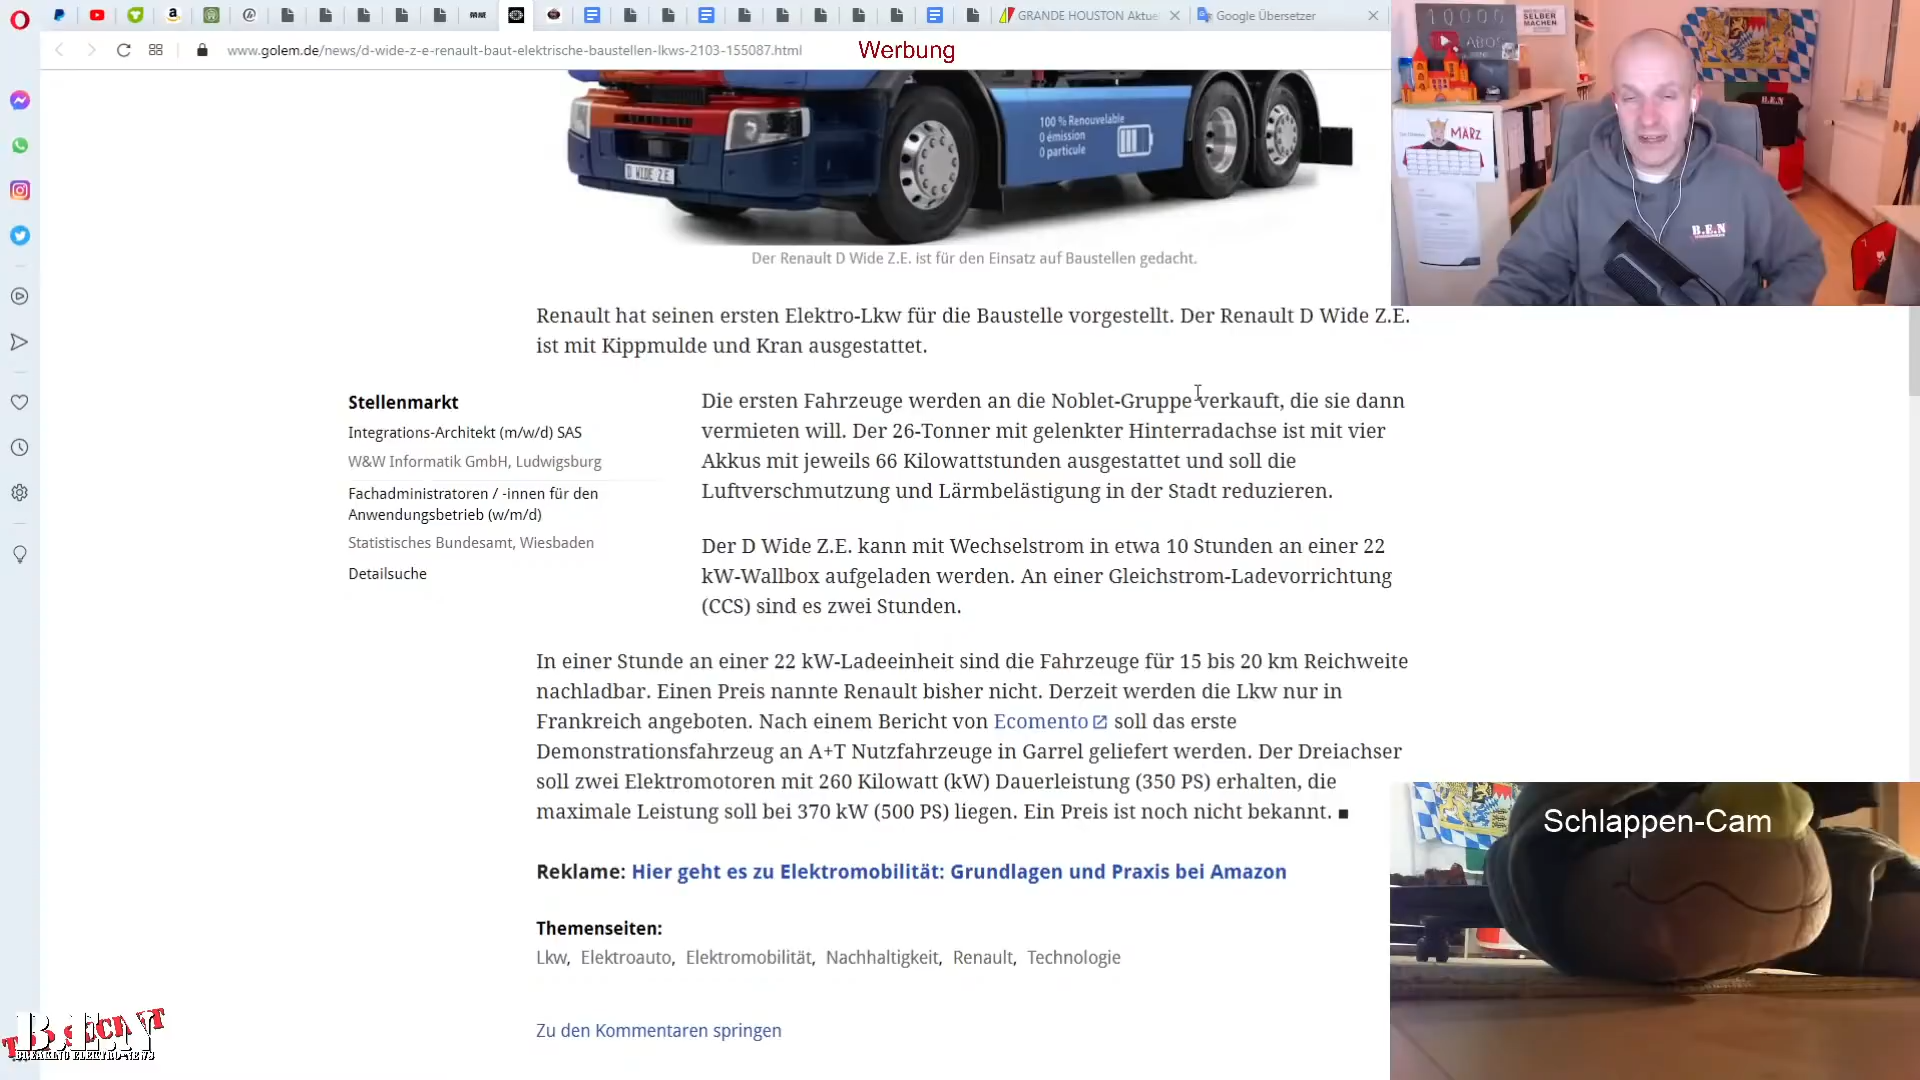 GRANDE HOUSTON Aktue
Google Übersetzer
www.golem.de/news/d-wide-z-e-renault-baut-elektrische-baustellen-lkws-2103-155087.html
Werbung
10000
ABOS
SELBER
MACHEN
MÄRZ
B.E.N
B.E.N
100 % Renouvelable
0 émission
0 particule
D WIDE Z.E.
Der Renault D Wide Z.E. ist für den Einsatz auf Baustellen gedacht.
Renault hat seinen ersten Elektro-Lkw für die Baustelle vorgestellt. Der Renault D Wide Z.E.
ist mit Kippmulde und Kran ausgestattet.
Stellenmarkt
Integrations-Architekt (m/w/d) SAS
W&W Informatik GmbH, Ludwigsburg
Fachadministratoren / -innen für den
Anwendungsbetrieb (w/m/d)
Statistisches Bundesamt, Wiesbaden
Detailsuche
Die ersten Fahrzeuge werden an die Noblet-Gruppe verkauft, die sie dann
vermieten will. Der 26-Tonner mit gelenkter Hinterradachse ist mit vier
Akkus mit jeweils 66 Kilowattstunden ausgestattet und soll die
Luftverschmutzung und Lärmbelästigung in der Stadt reduzieren.
Der D Wide Z.E. kann mit Wechselstrom in etwa 10 Stunden an einer 22
kW-Wallbox aufgeladen werden. An einer Gleichstrom-Ladevorrichtung
(CCS) sind es zwei Stunden.
In einer Stunde an einer 22 kW-Ladeeinheit sind die Fahrzeuge für 15 bis 20 km Reichweite
nachladbar. Einen Preis nannte Renault bisher nicht. Derzeit werden die Lkw nur in
Frankreich angeboten. Nach einem Bericht von Ecomento soll das erste
Demonstrationsfahrzeug an A+T Nutzfahrzeuge in Garrel geliefert werden. Der Dreiachser
soll zwei Elektromotoren mit 260 Kilowatt (kW) Dauerleistung (350 PS) erhalten, die
maximale Leistung soll bei 370 kW (500 PS) liegen. Ein Preis ist noch nicht bekannt. ■
Reklame: Hier geht es zu Elektromobilität: Grundlagen und Praxis bei Amazon
Themenseiten:
Lkw, Elektroauto, Elektromobilität, Nachhaltigkeit, Renault, Technologie
Zu den Kommentaren springen
Schlappen-Cam
B.E.N
BREAKING ELEKTRO-NEWS